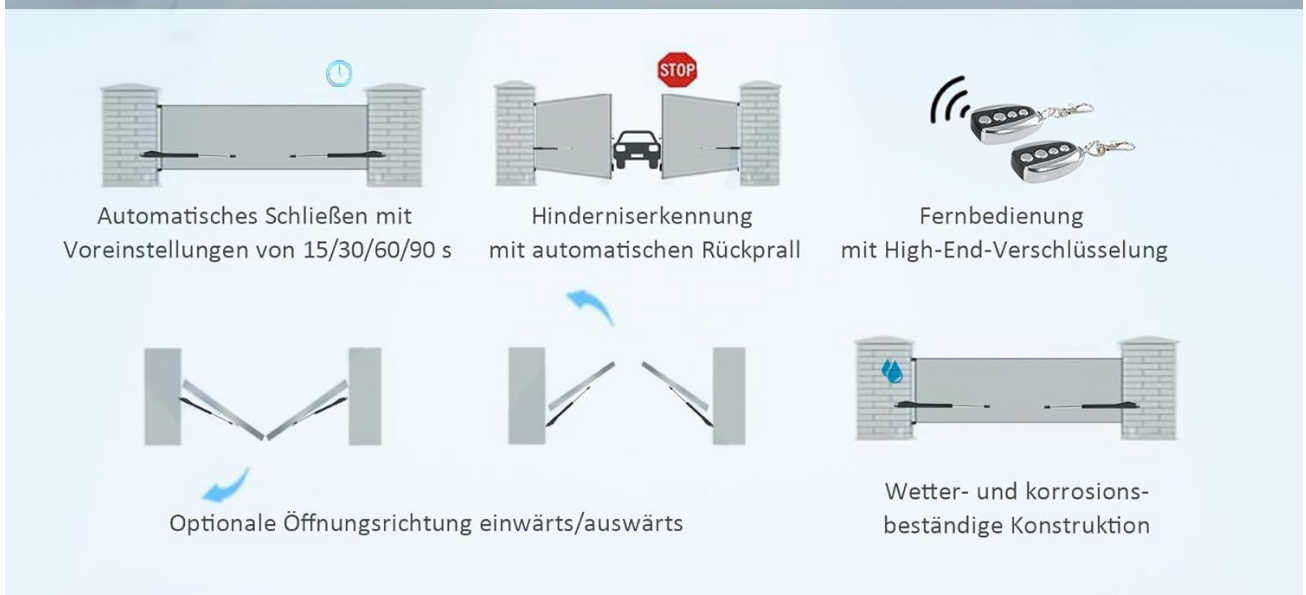 STOP
Automatisches Schließen mit
Voreinstellungen von 15/30/60/90 s
Hinderniserkennung
mit automatischen Rückprall
Fernbedienung
mit High-End-Verschlüsselung
Optionale Öffnungsrichtung einwärts/auswärts
Wetter- und korrosions-
beständige Konstruktion